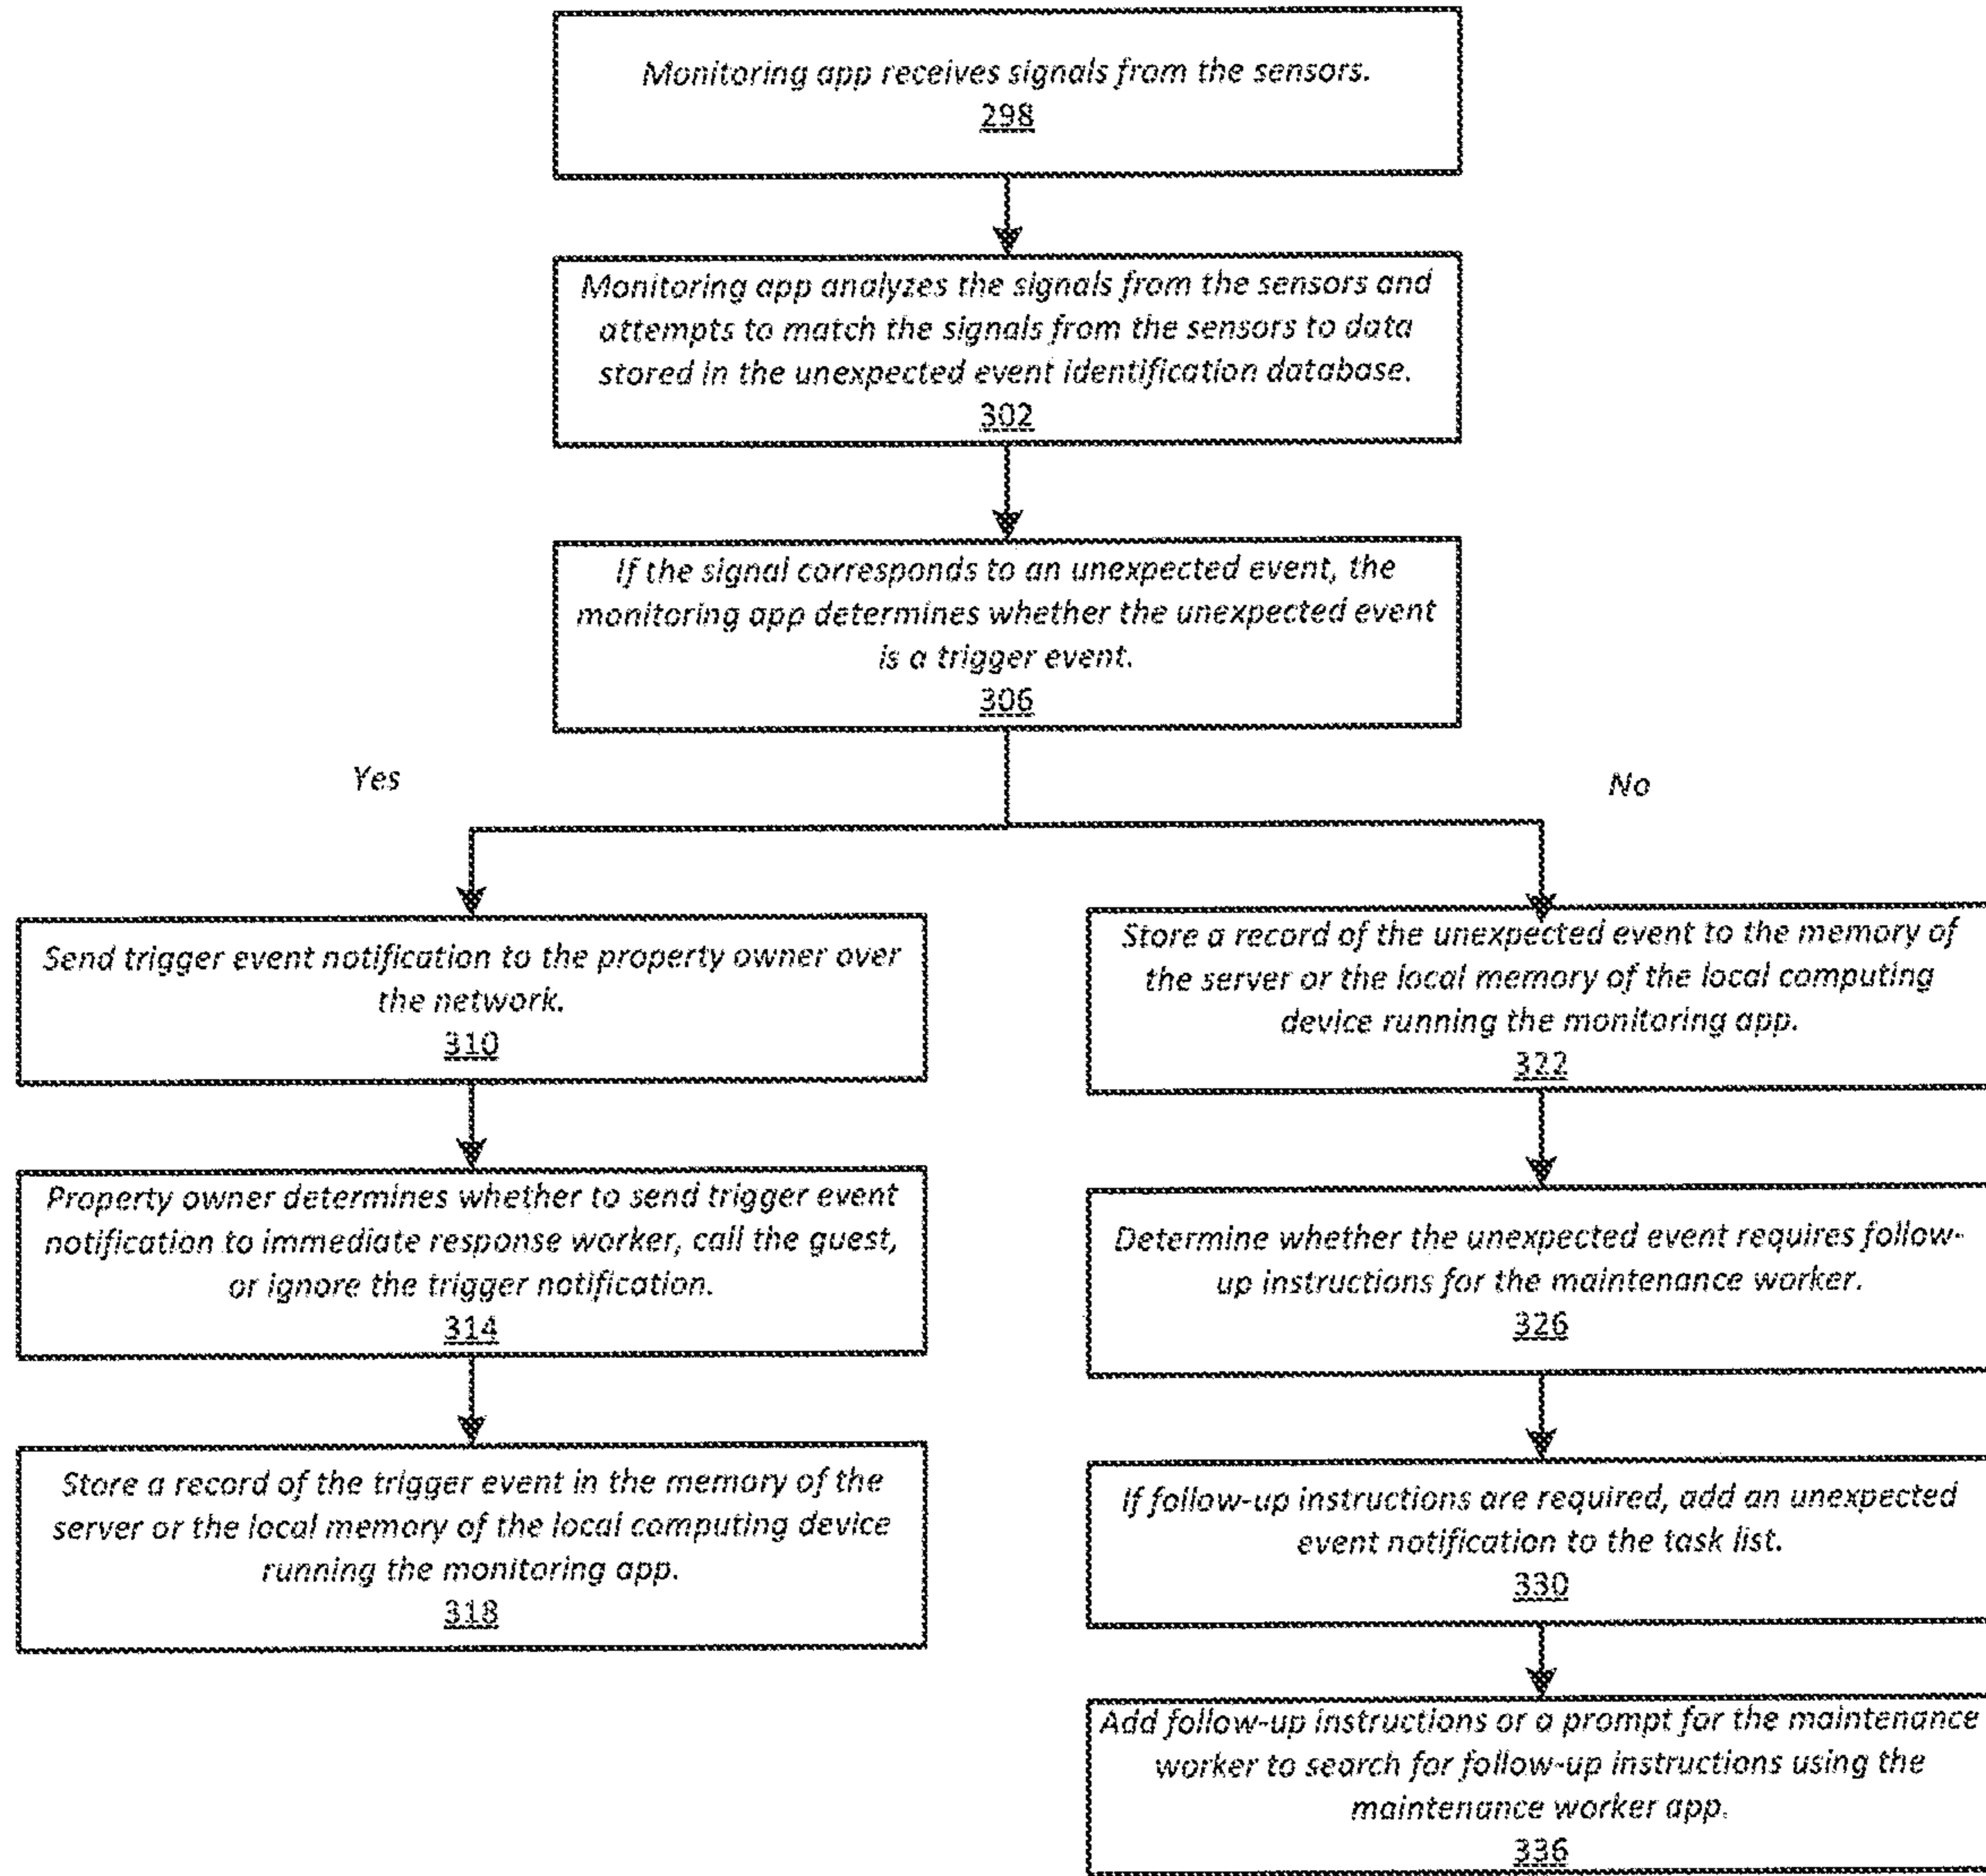 Monitoring app receives signals from the sensors.
298
Monitoring app analyzes the signals from the sensors and
attempts to match the signals from the sensors to data
stored in the unexpected event identification database.
302
If the signal corresponds to an unexpected event, the
monitoring app determines whether the unexpected event
is a trigger event.
306
Yes
No
Send trigger event notification to the property owner over
the network.
310
Property owner determines whether to send trigger event
notification to immediate response worker, call the guest,
or ignore the trigger notification.
314
Store a record of the trigger event in the memory of the
server or the local memory of the local computing device
running the monitoring app.
318
Store a record of the unexpected event to the memory of
the server or the local memory of the local computing
device running the monitoring app.
322
Determine whether the unexpected event requires follow-
up instructions for the maintenance worker.
326
If follow-up instructions are required, add an unexpected
event notification to the task list.
330
Add follow-up instructions or a prompt for the maintenance
worker to search for follow-up instructions using the
maintenance worker app.
336